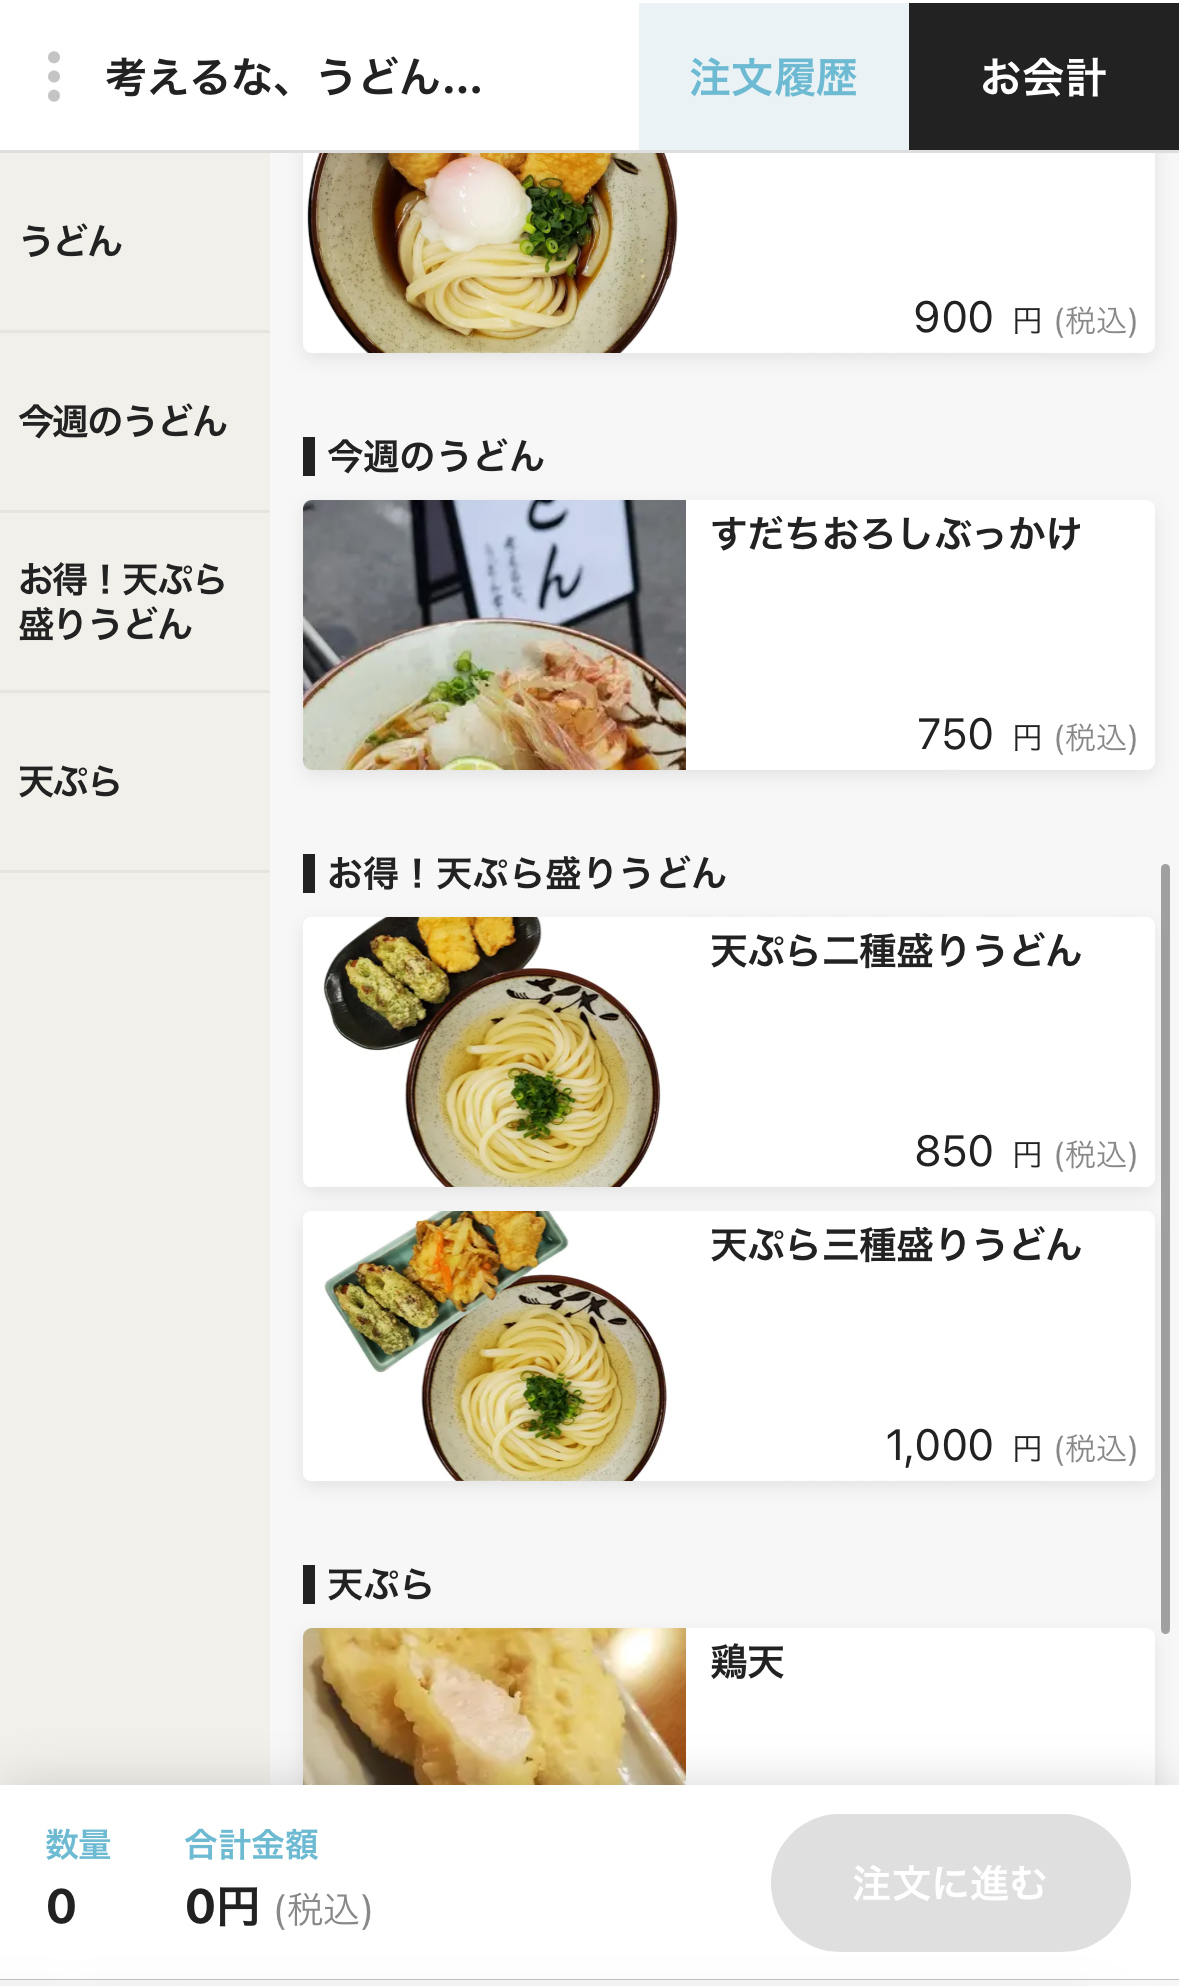 考えるな、うどん...
注文履歴
お会計
うどん
今週のうどん
お得！天ぷら
盛りうどん
天ぷら
900 円 (税込)
今週のうどん
すだちおろしぶっかけ
750 円 (税込)
お得！天ぷら盛りうどん
天ぷら二種盛りうどん
850 円 (税込)
天ぷら三種盛りうどん
1,000 円 (税込)
天ぷら
鶏天
数量
合計金額
0
0円 (税込)
注文に進む